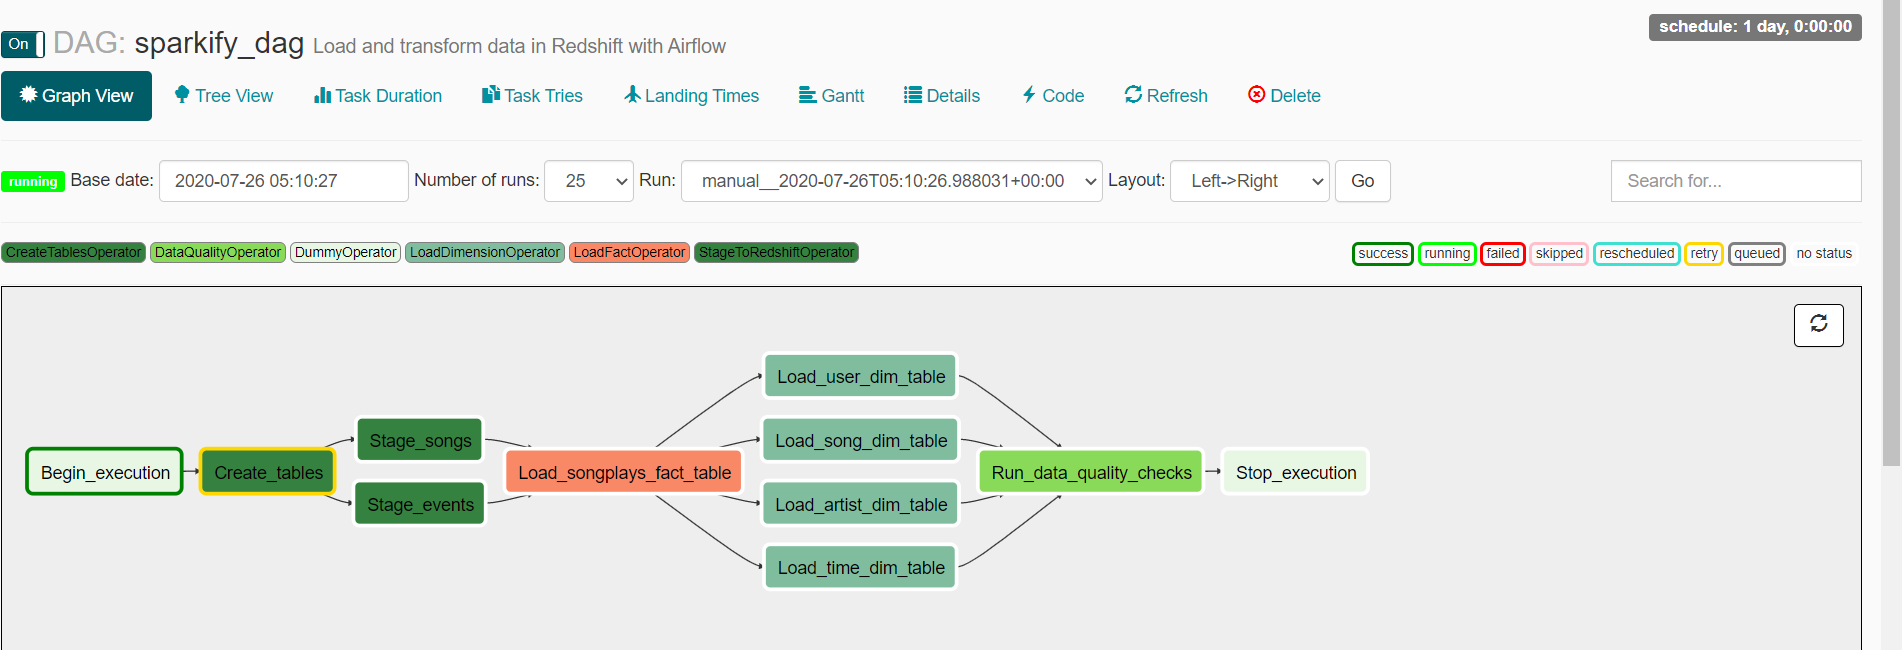 schedule: 1 day, 0:00:00
On DAG: sparkify_dag Load and transform data in Redshift with Airflow
Graph View Tree View Task Duration Task Tries Landing Times Gantt Details Code Refresh Delete
running Base date: 2020-07-26 05:10:27 Number of runs: 25 Run: manual__2020-07-26T05:10:26.988031+00:00 Layout: Left->Right Go Search for...
CreateTablesOperator DataQualityOperator DummyOperator LoadDimensionOperator LoadFactOperator StageToRedshiftOperator success running failed skipped rescheduled retry queued no status
Load_user_dim_table
Stage_songs Load_song_dim_table
Begin_execution Create_tables Load_songplays_fact_table Run_data_quality_checks Stop_execution
Stage_events Load_artist_dim_table
Load_time_dim_table